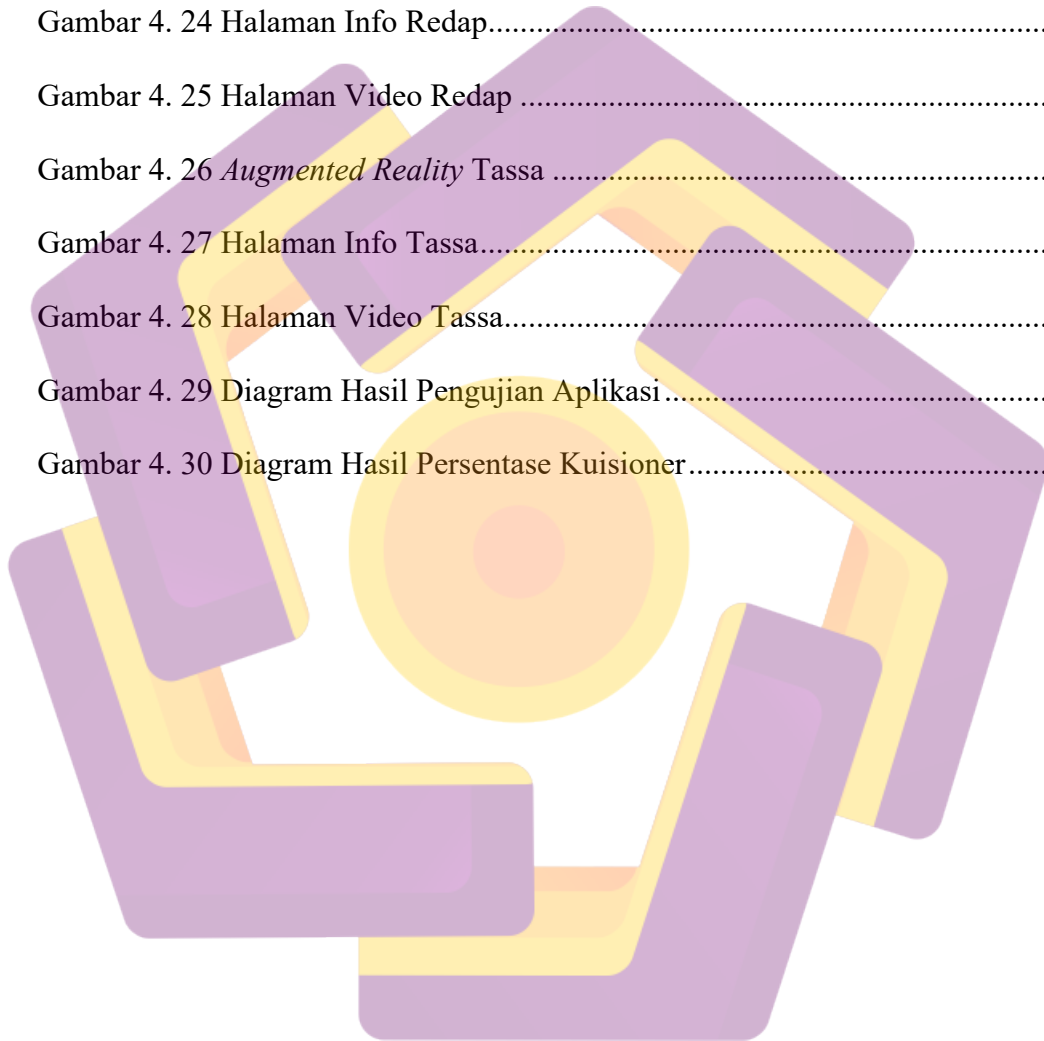 Gambar 4. 24 Halaman Info Redap......................................................................
Gambar 4. 25 Halaman Video Redap ..................................................................
Gambar 4. 26 Augmented Reality Tassa ..............................................................
Gambar 4. 27 Halaman Info Tassa.......................................................................
Gambar 4. 28 Halaman Video Tassa....................................................................
Gambar 4. 29 Diagram Hasil Pengujian Aplikasi................................................
Gambar 4. 30 Diagram Hasil Persentase Kuisioner.............................................